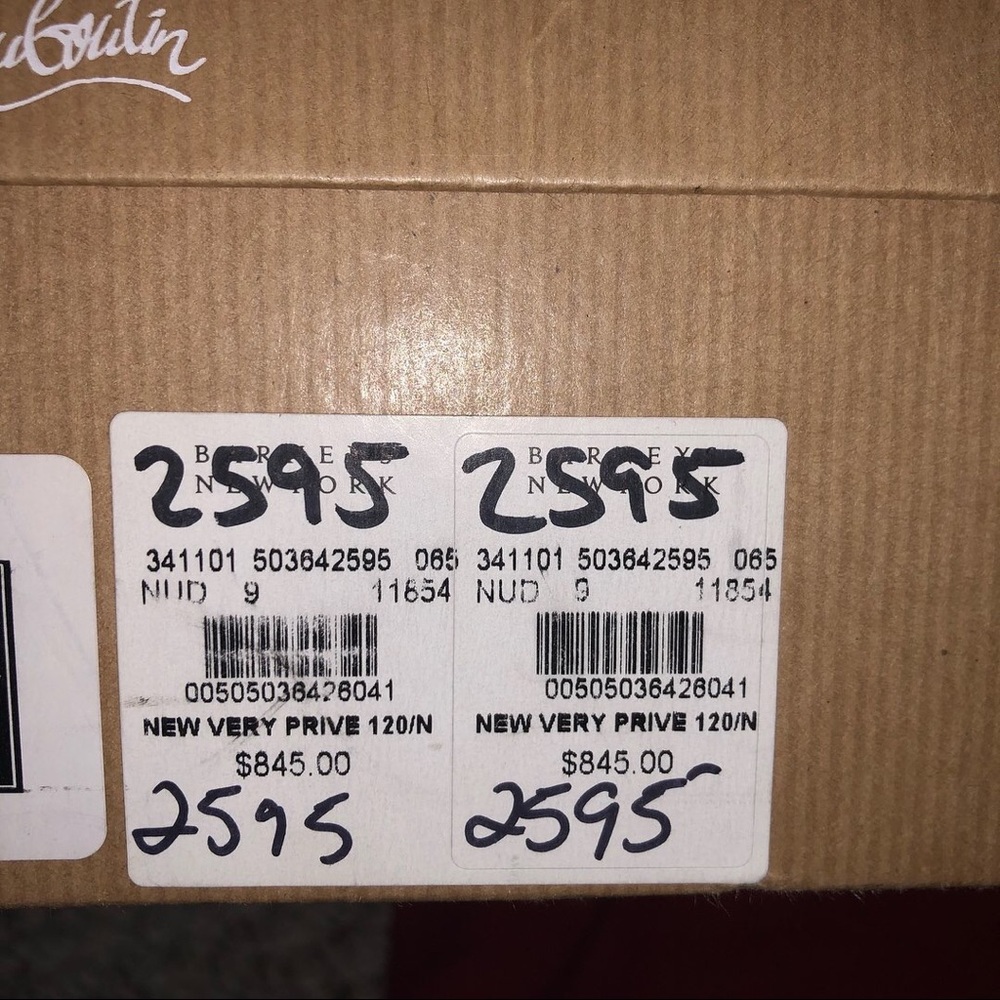 uboutin
2595
BARNEYS
NEW YORK
341101 503642595 065
NUD 9 11854
00505036426041
NEW VERY PRIVE 120/N
$845.00
2595
2595
BARNEYS
NEW YORK
341101 503642595 065
NUD 9 11854
00505036426041
NEW VERY PRIVE 120/N
$845.00
2595